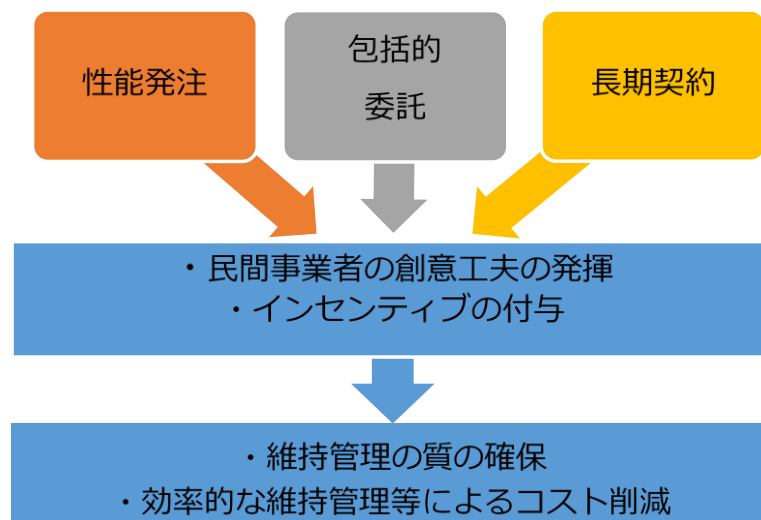 性能発注
包括的
委託
長期契約
・民間事業者の創意工夫の発揮
・インセンティブの付与
・維持管理の質の確保
・効率的な維持管理等によるコスト削減